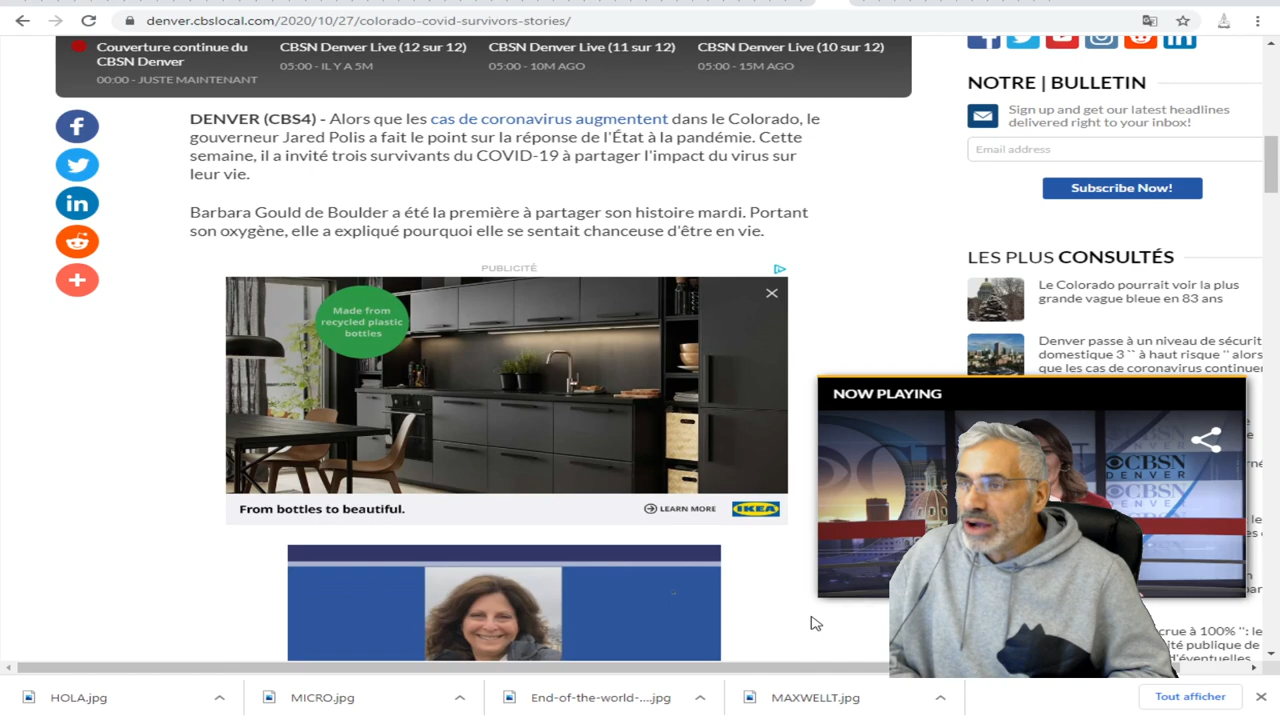 denver.cbslocal.com/2020/10/27/colorado-covid-survivors-stories/
Couverture continue du
CBSN Denver
00:00 - JUSTE MAINTENANT
CBSN Denver Live (12 sur 12)
05:00 - IL Y A 5M
CBSN Denver Live (11 sur 12)
05:00 - 10M AGO
CBSN Denver Live (10 sur 12)
05:00 - 15M AGO
DENVER (CBS4) - Alors que les cas de coronavirus augmentent dans le Colorado, le
gouverneur Jared Polis a fait le point sur la réponse de l'État à la pandémie. Cette
semaine, il a invité trois survivants du COVID-19 à partager l'impact du virus sur
leur vie.
Barbara Gould de Boulder a été la première à partager son histoire mardi. Portant
son oxygène, elle a expliqué pourquoi elle se sentait chanceuse d'être en vie.
PUBLICITÉ
Made from
recycled plastic
bottles
From bottles to beautiful.
LEARN MORE
IKEA
NOTRE | BULLETIN
Sign up and get our latest headlines
delivered right to your inbox!
Email address
Subscribe Now!
LES PLUS CONSULTÉS
Le Colorado pourrait voir la plus
grande vague bleue en 83 ans
Denver passe à un niveau de sécurit
domestique 3 `` à haut risque '' alors
que les cas de coronavirus continuer
NOW PLAYING
CBSN
DENVER
CBSN
DENVER
crue à 100% '': le
ité publique de
d'éventuelles
HOLA.jpg
MICRO.jpg
End-of-the-world-....jpg
MAXWELLT.jpg
Tout afficher